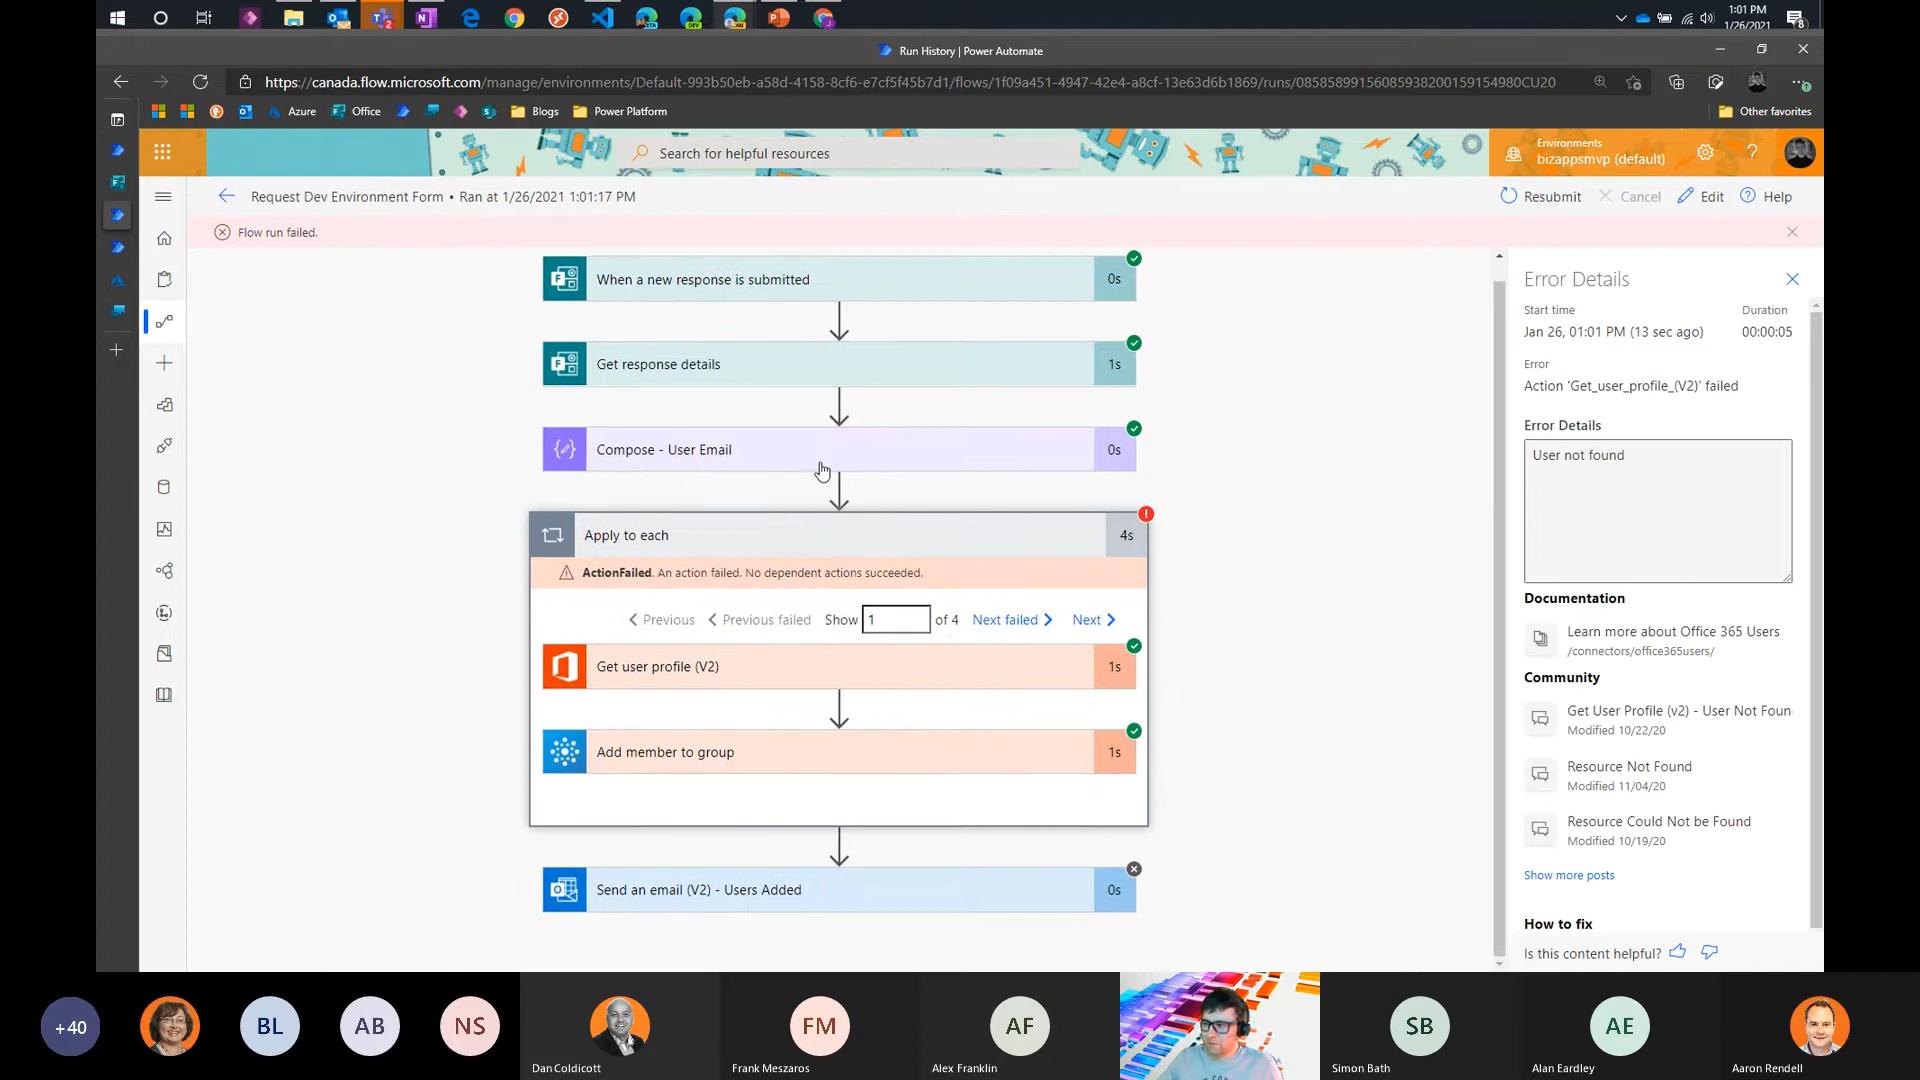 1:01 PM
1/26/2021
8
Run History | Power Automate
https://canada.flow.microsoft.com/manage/environments/Default-993b50eb-a58d-4158-8cf6-e7cf5f45b7d1/flows/1f09a451-4947-42e4-a8cf-13e63d6b1869/runs/08585899156085938200159154980CU20
Azure
Office
Blogs
Power Platform
Other favorites
Search for helpful resources
Environments
bizappsmvp (default)
Request Dev Environment Form • Ran at 1/26/2021 1:01:17 PM
Resubmit
Cancel
Edit
Help
Flow run failed.
When a new response is submitted
0s
Get response details
1s
Compose - User Email
0s
Apply to each
4s
ActionFailed. An action failed. No dependent actions succeeded.
Previous
Previous failed
Show
1
of 4
Next failed
Next
Get user profile (V2)
1s
Add member to group
1s
Send an email (V2) - Users Added
0s
Error Details
Start time
Duration
Jan 26, 01:01 PM (13 sec ago)
00:00:05
Error
Action 'Get_user_profile_(V2)' failed
Error Details
User not found
Documentation
Learn more about Office 365 Users
/connectors/office365users/
Community
Get User Profile (v2) - User Not Foun
Modified 10/22/20
Resource Not Found
Modified 11/04/20
Resource Could Not be Found
Modified 10/19/20
Show more posts
How to fix
Is this content helpful?
+40
BL
AB
NS
Dan Coldicott
FM
Frank Meszaros
AF
Alex Franklin
SB
Simon Bath
AE
Alan Eardley
Aaron Rendell